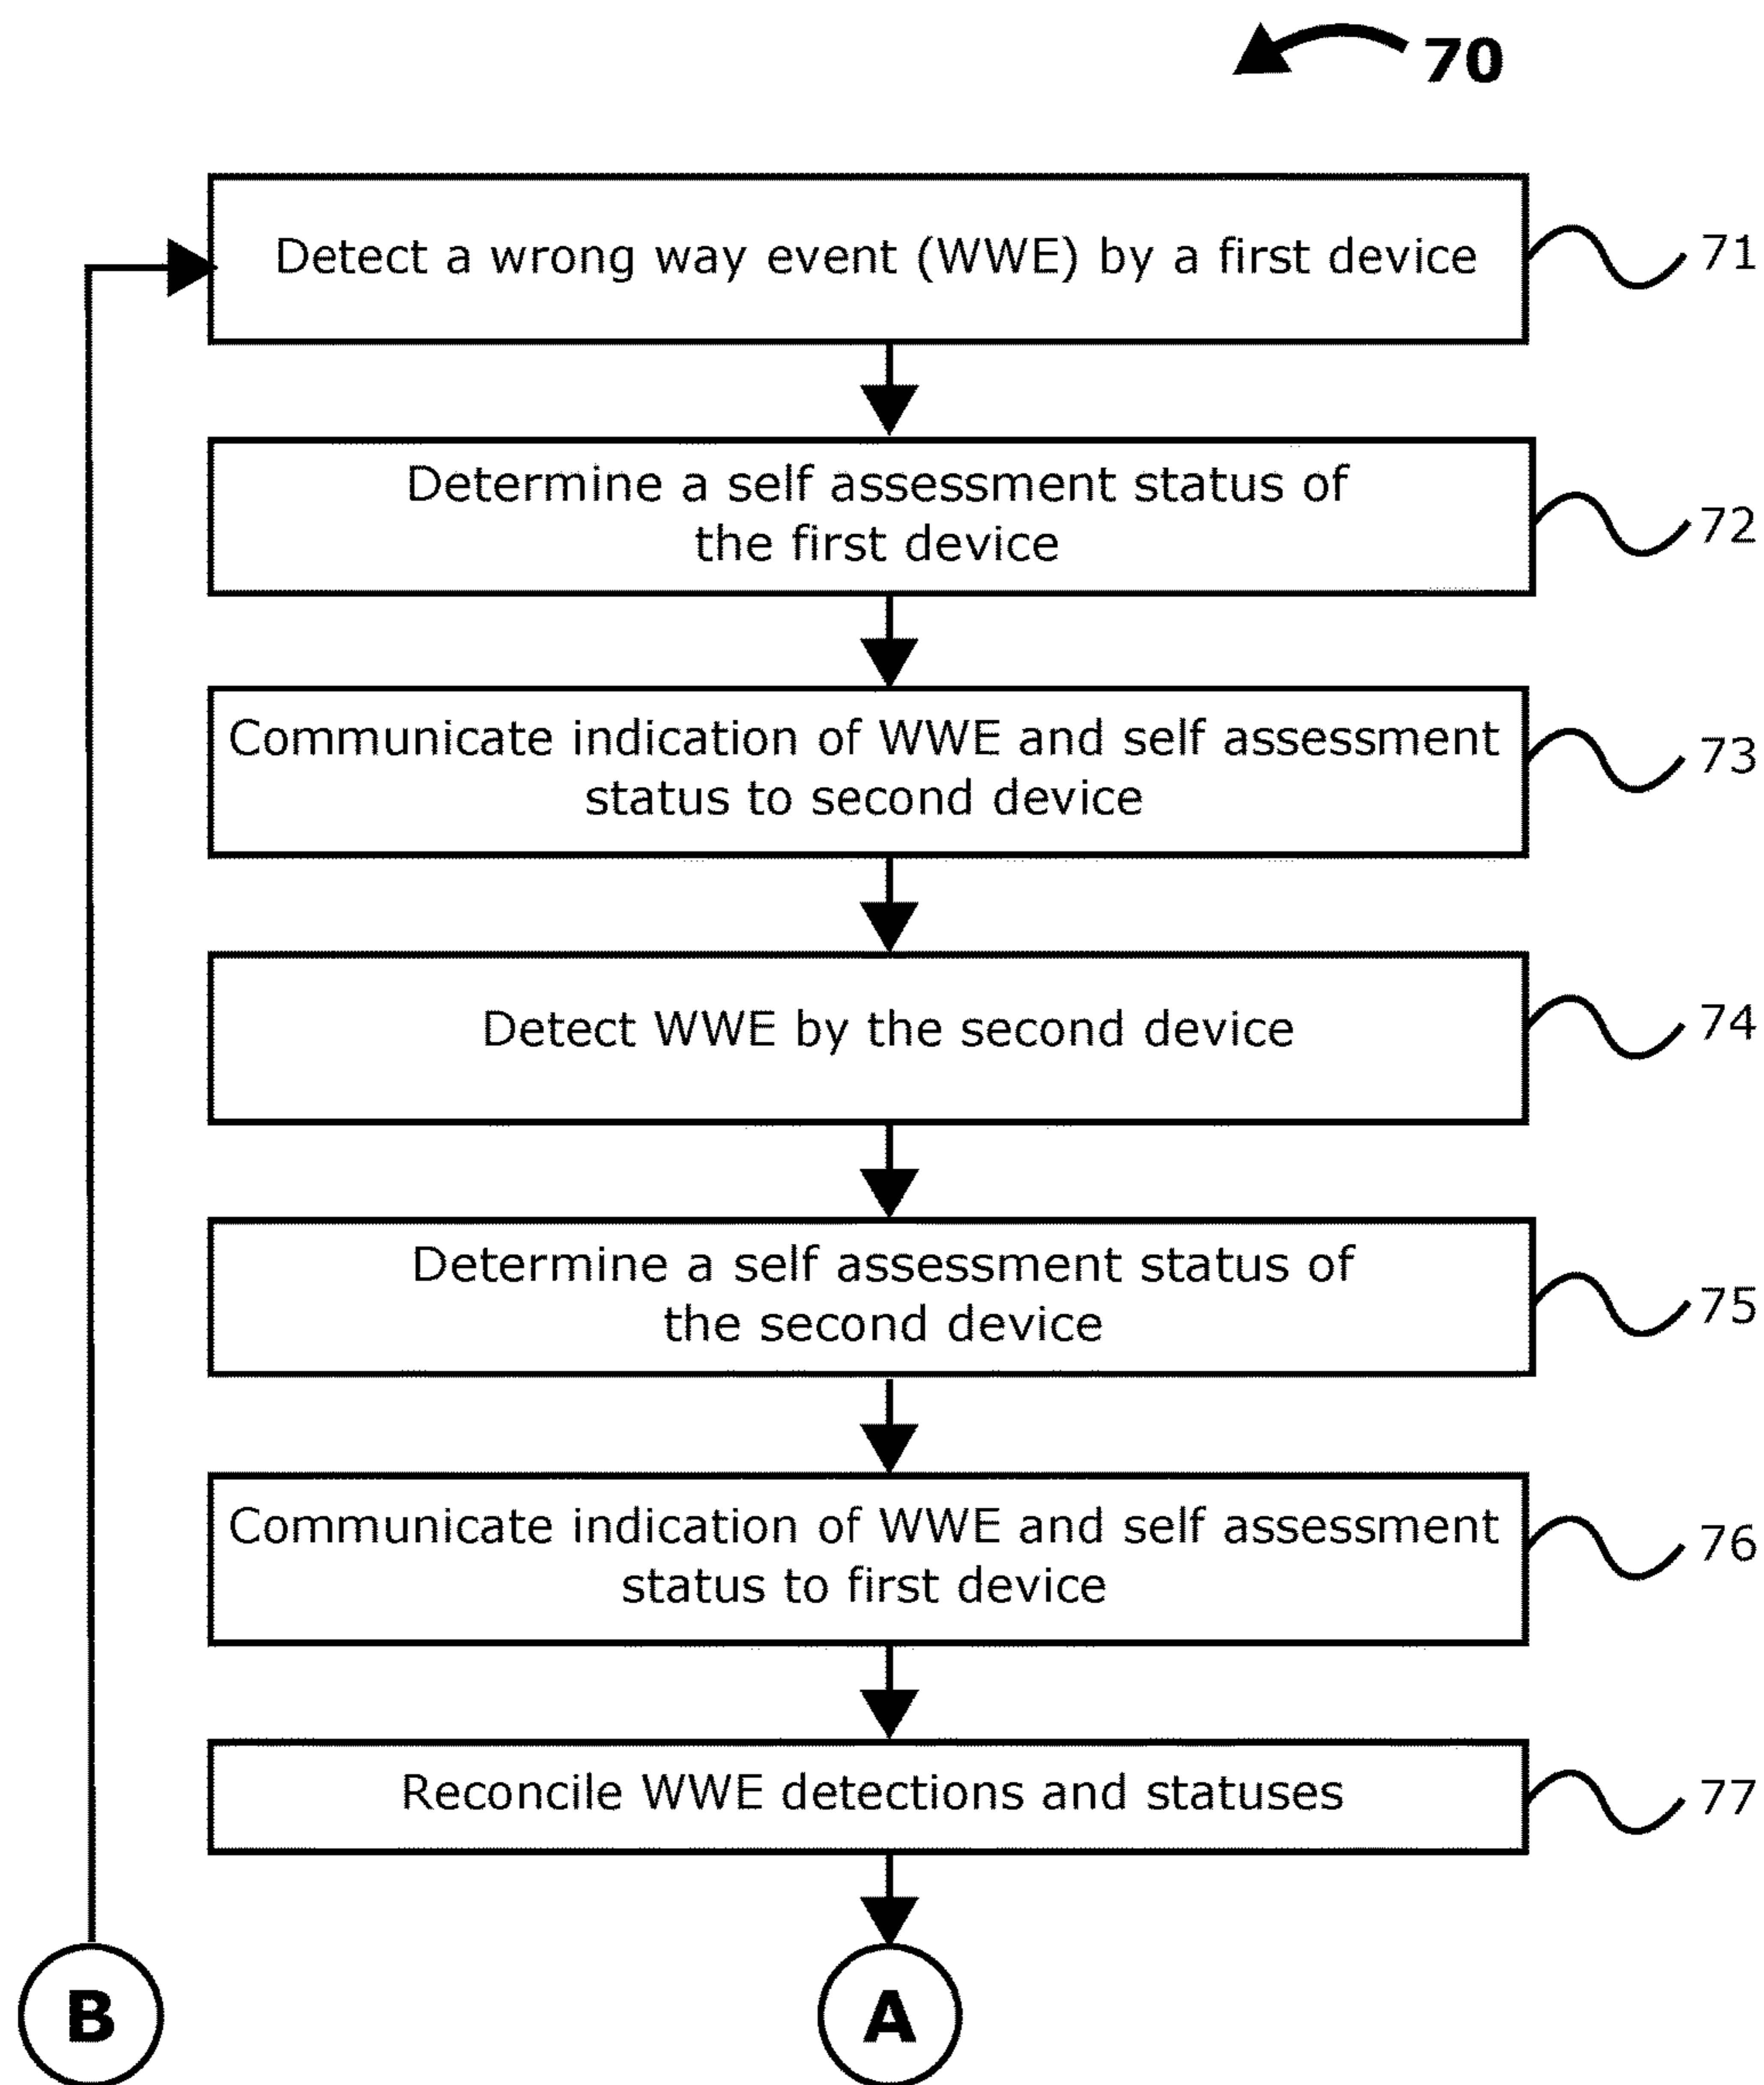 70
Detect a wrong way event (WWE) by a first device
71
Determine a self assessment status of
the first device
72
Communicate indication of WWE and self assessment
status to second device
73
Detect WWE by the second device
74
Determine a self assessment status of
the second device
75
Communicate indication of WWE and self assessment
status to first device
76
Reconcile WWE detections and statuses
77
B
A